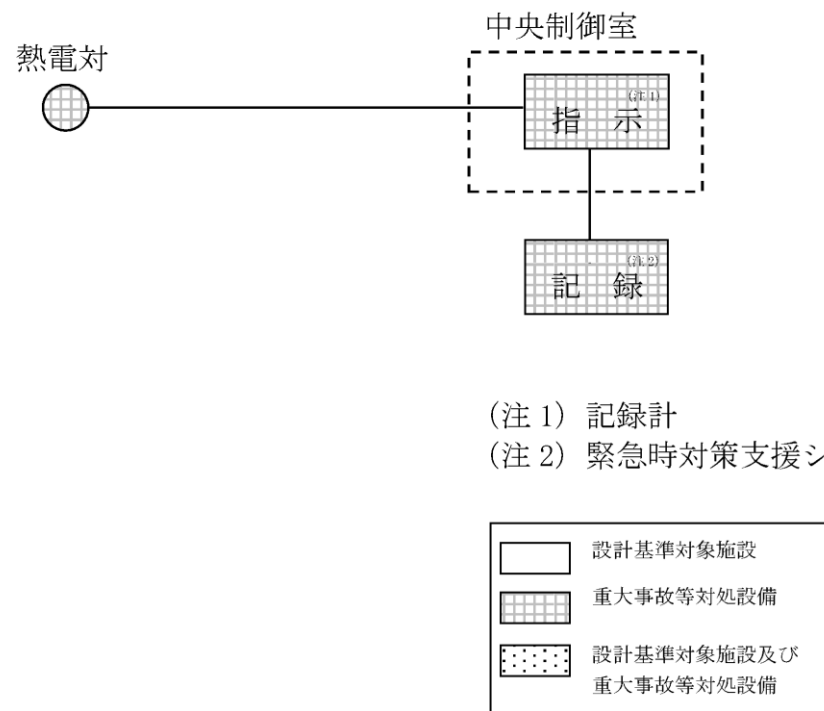 中央制御室
熱電対
(注1)
指 示
(注2)
記 録
(注1) 記録計
(注2) 緊急時対策支援シ
設計基準対象施設
重大事故等対処設備
設計基準対象施設及び
重大事故等対処設備